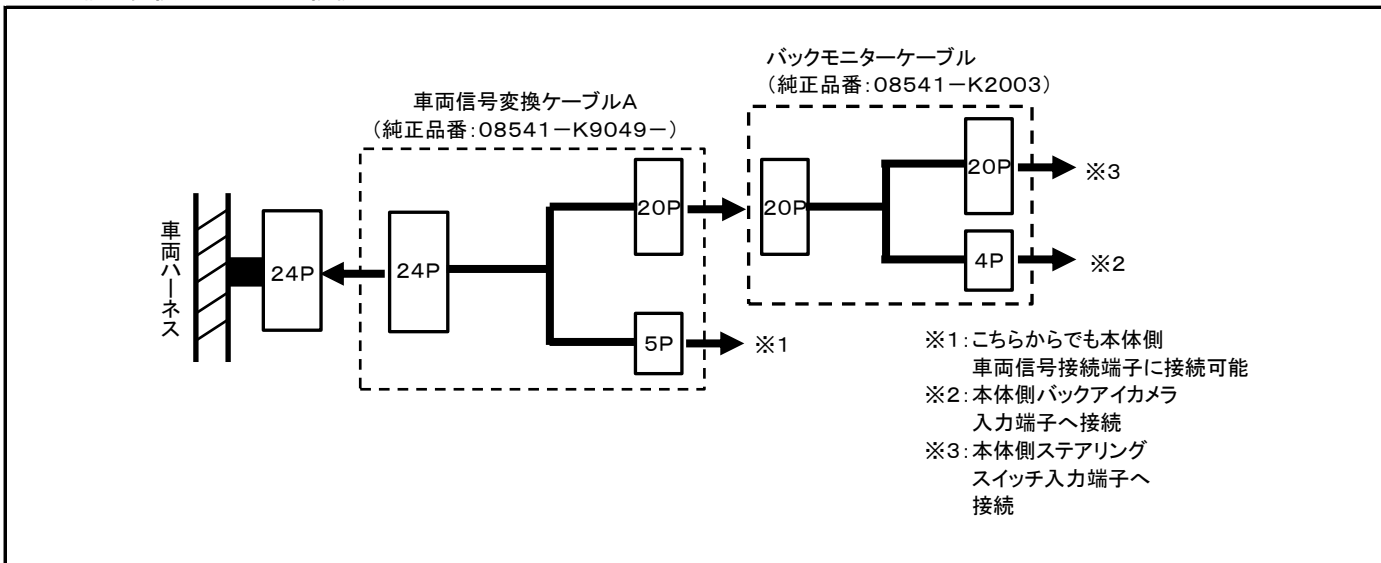 バックモニターケーブル
（純正品番：08541－K2003）
車両信号変換ケーブルA
（純正品番：08541－K9049－）
車両ハーネス
24P
24P
20P
5P
※1
20P
20P
※3
4P
※2
※1：こちらからでも本体側
車両信号接続端子に接続可能
※2：本体側バックアイカメラ
入力端子へ接続
※3：本体側ステアリング
スイッチ入力端子へ
接続